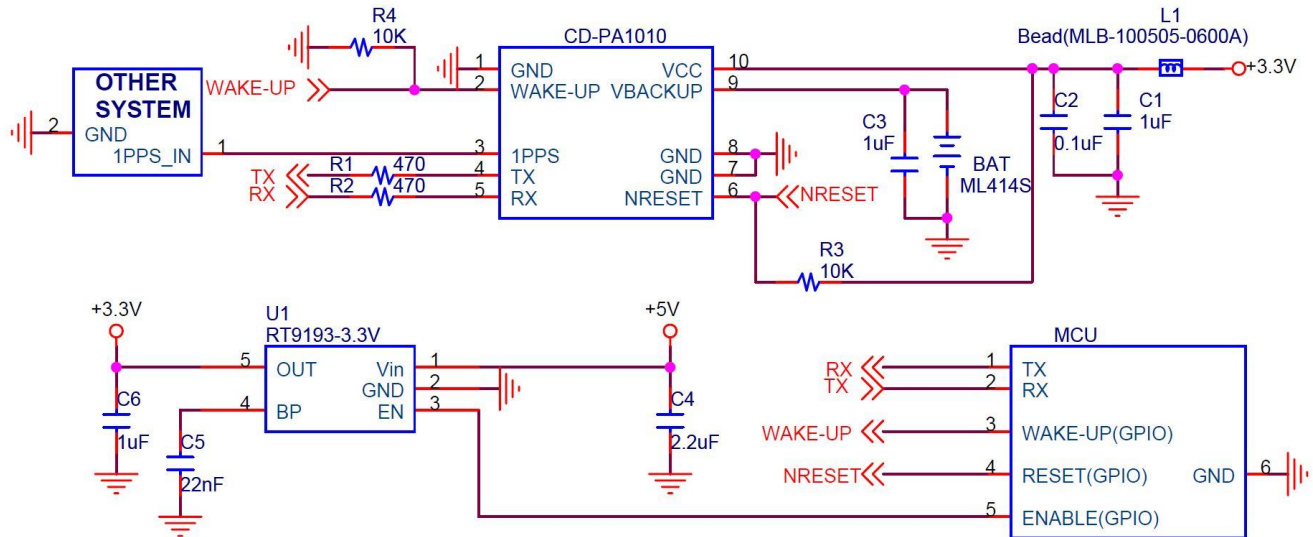 R4
10K
CD-PA1010
L1
Bead(MLB-100505-0600A)
OTHER
SYSTEM
WAKE-UP
1
GND
2
WAKE-UP
VCC
10
VBACKUP
9
+3.3V
2
GND
1PPS_IN
1
3
1PPS
GND
8
GND
7
C3
1uF
BAT
ML414S
C2
0.1uF
C1
1uF
TX
R1
470
4
TX
RX
R2
470
5
RX
NRESET
6
NRESET
R3
10K
+3.3V
U1
RT9193-3.3V
+5V
MCU
5
OUT
Vin
1
GND
2
4
BP
EN
3
C6
1uF
C5
22nF
C4
2.2uF
RX
1
TX
TX
2
RX
WAKE-UP
3
WAKE-UP(GPIO)
NRESET
4
RESET(GPIO)
GND
6
5
ENABLE(GPIO)